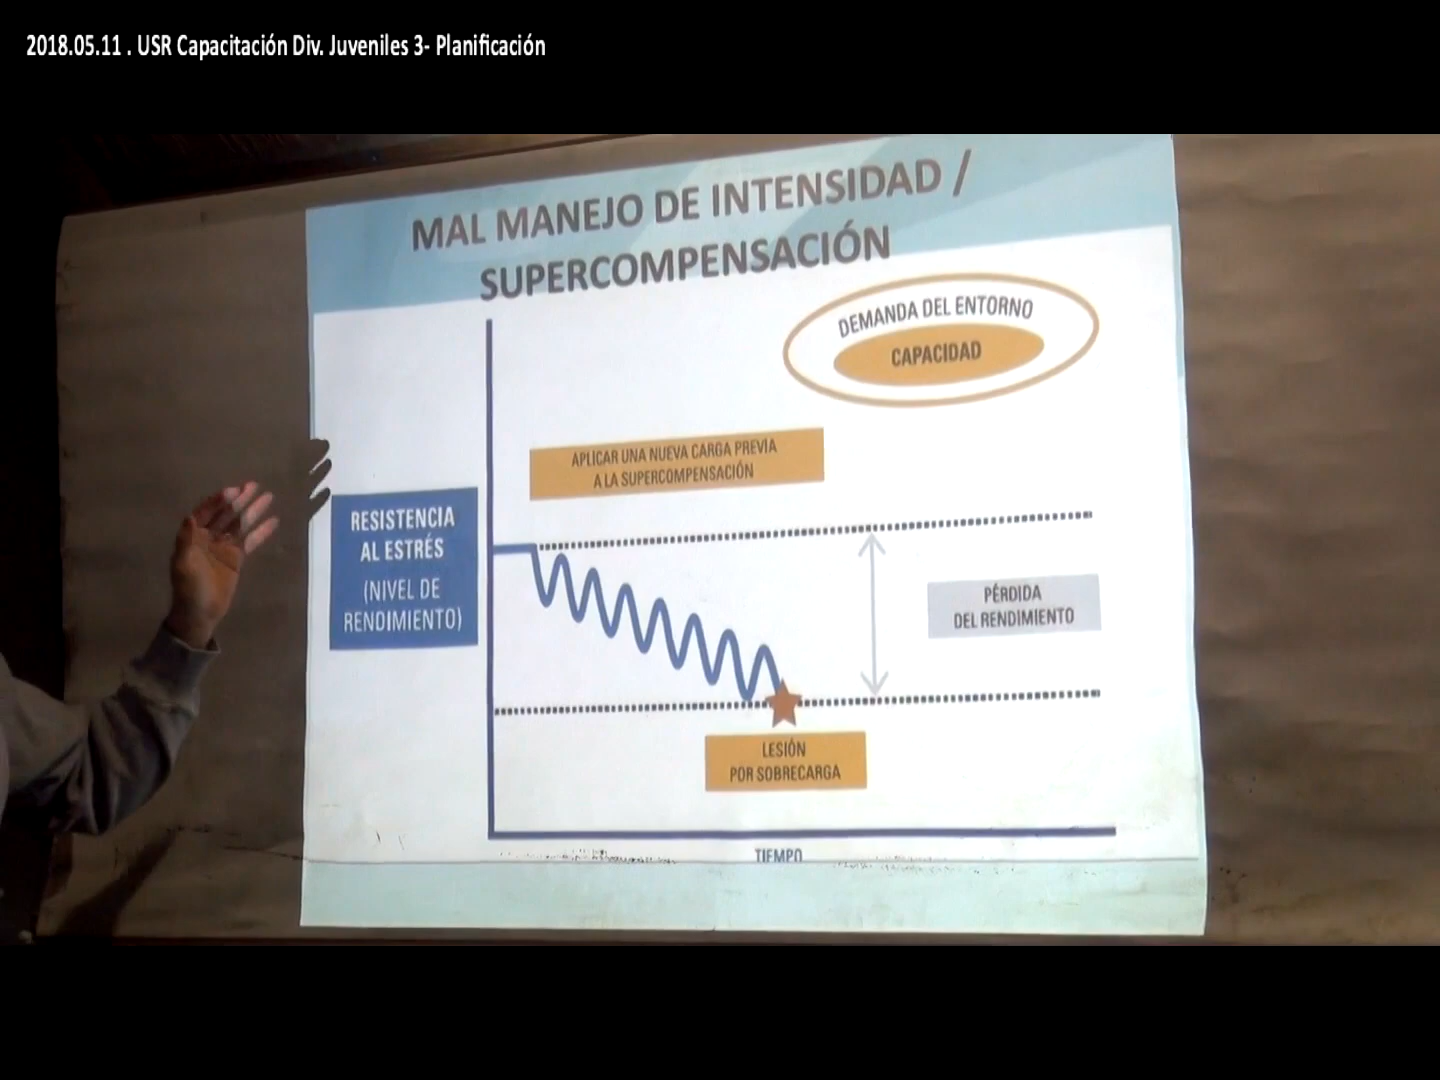 2018.05.11 . USR Capacitación Div. Juveniles 3- Planificación
MAL MANEJO DE INTENSIDAD /
SUPERCOMPENSACIÓN
DEMANDA DEL ENTORNO
CAPACIDAD
APLICAR UNA NUEVA CARGA PREVIA
A LA SUPERCOMPENSACIÓN
RESISTENCIA
AL ESTRÉS
(NIVEL DE
RENDIMIENTO)
PÉRDIDA
DEL RENDIMIENTO
LESIÓN
POR SOBRECARGA
TIEMPO